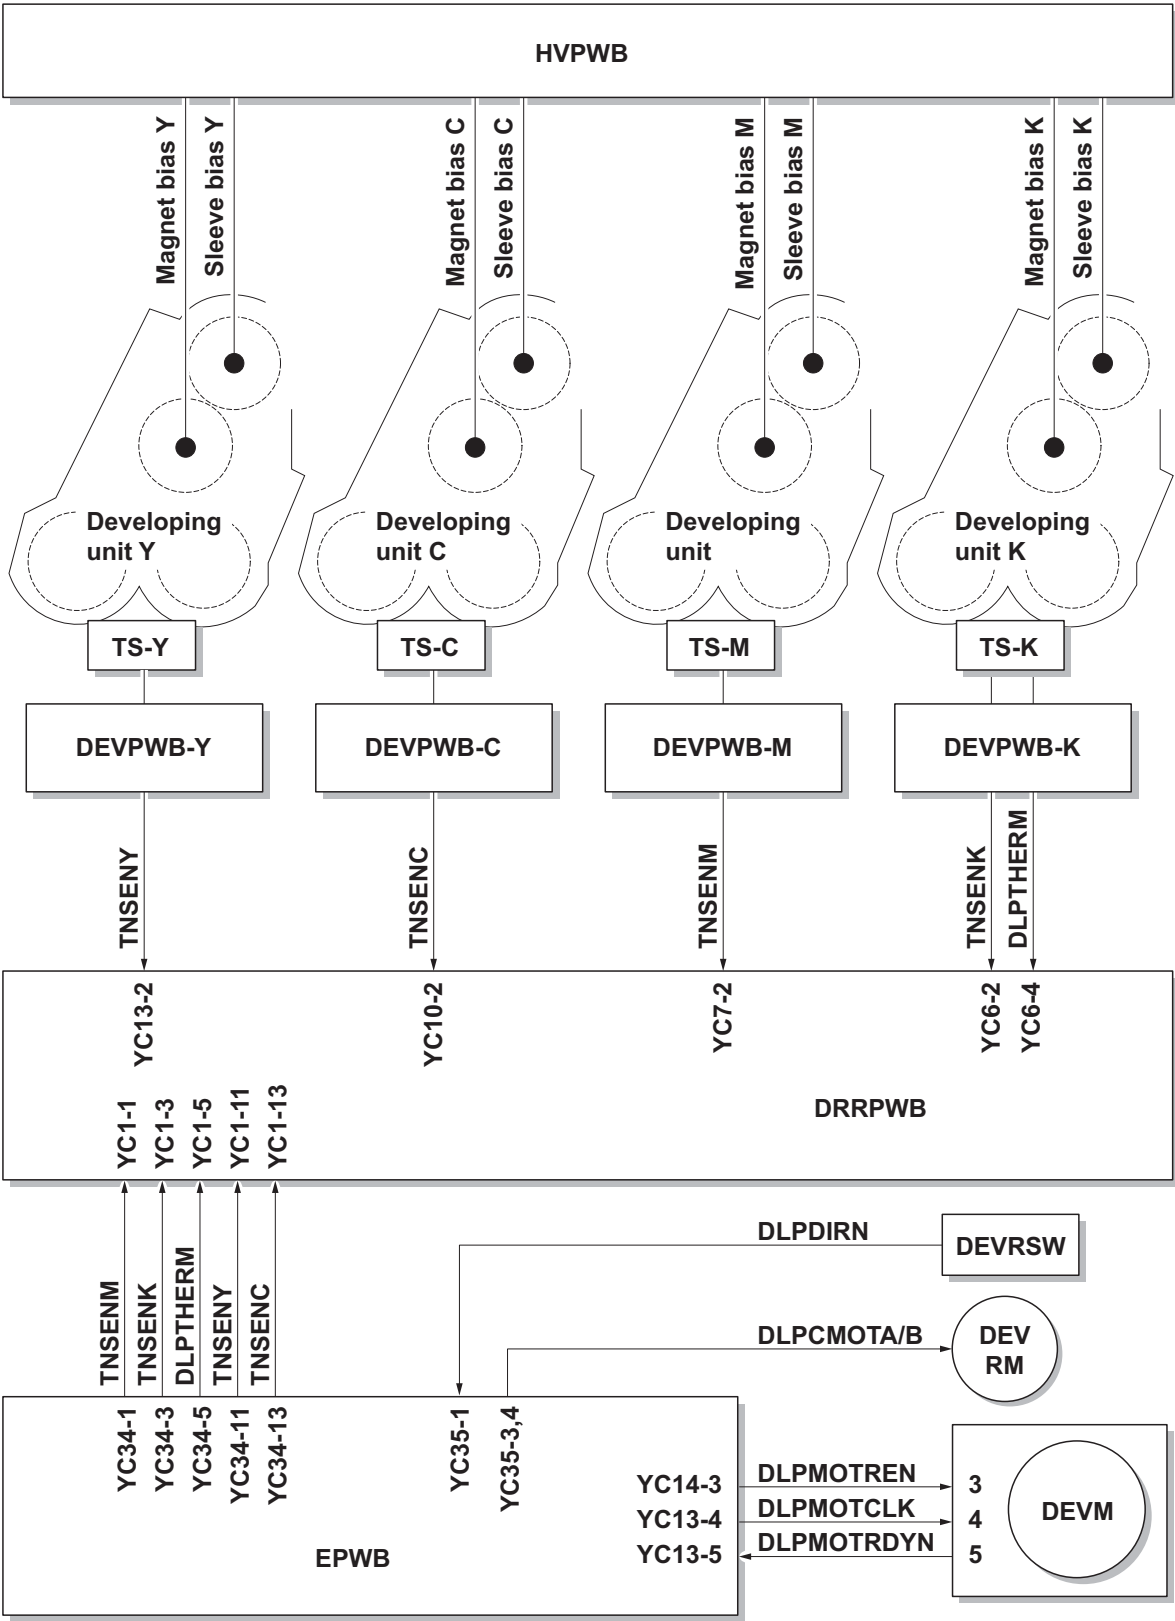 HVPWB
Magnet bias Y
Sleeve bias Y
Magnet bias C
Sleeve bias C
Magnet bias M
Sleeve bias M
Magnet bias K
Sleeve bias K
Developing
unit Y
Developing
unit C
Developing
unit
Developing
unit K
TS-Y
TS-C
TS-M
TS-K
DEVPWB-Y
DEVPWB-C
DEVPWB-M
DEVPWB-K
TNSENY
TNSENC
TNSENM
TNSENK
DLPTHERM
YC13-2
YC10-2
YC7-2
YC6-2
YC6-4
YC1-1
YC1-3
YC1-5
YC1-11
YC1-13
DRRPWB
TNSENM
TNSENK
DLPTHERM
TNSENY
TNSENC
DLPDIRN
DEVRSW
DLPCMOTA/B
DEV
RM
YC34-1
YC34-3
YC34-5
YC34-11
YC34-13
YC35-1
YC35-3,4
YC14-3
DLPMOTREN
3
YC13-4
DLPMOTCLK
4
YC13-5
DLPMOTRDYN
5
DEVM
EPWB